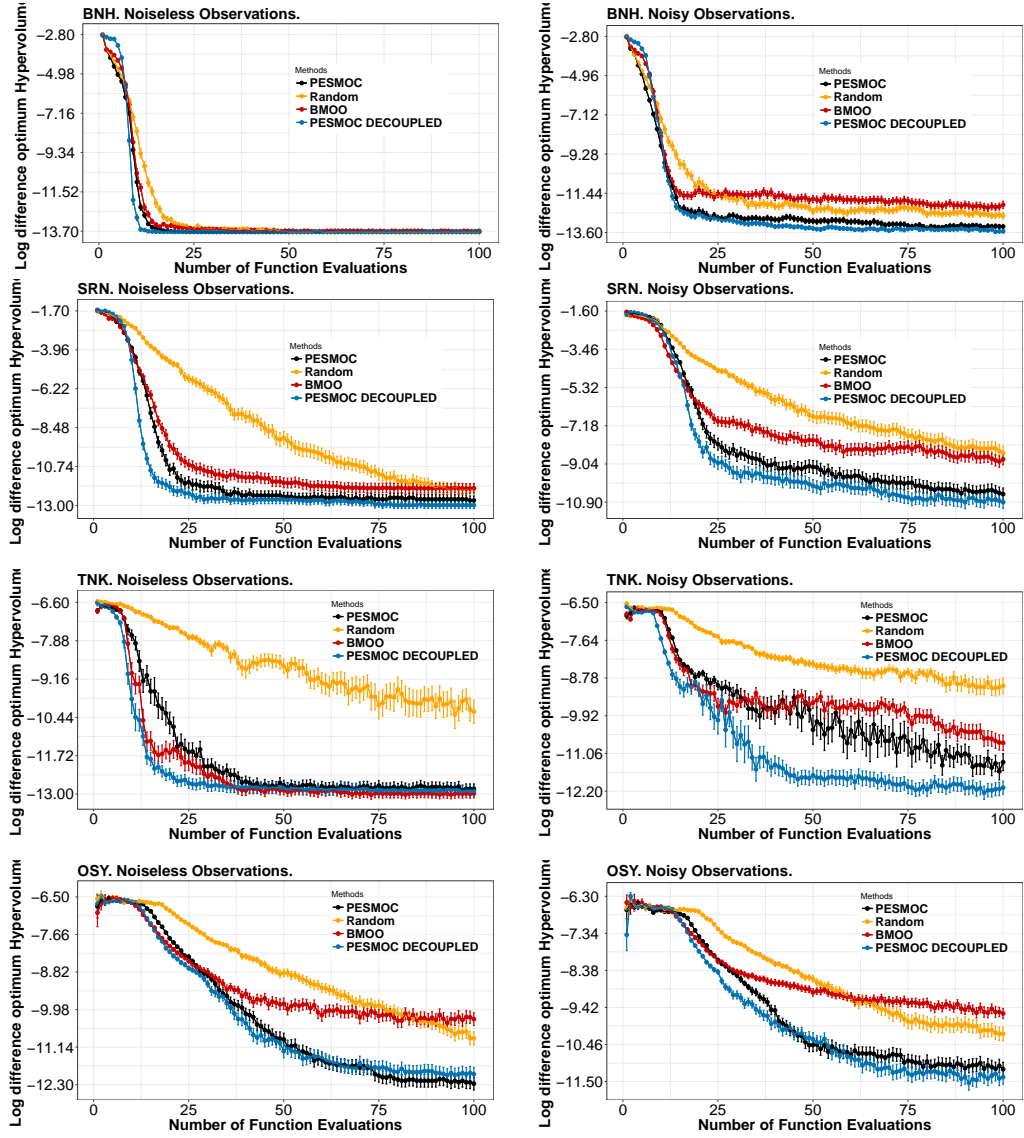 BNH. Noiseless Observations.
Log difference optimum Hypervolume
−2.80
−4.98
−7.16
−9.34
−11.52
−13.70
Methods
PESMOC
Random
BMOO
PESMOC DECOUPLED
0 25 50 75 100
Number of Function Evaluations
BNH. Noisy Observations.
Log difference optimum Hypervolume
−2.80
−4.96
−7.12
−9.28
−11.44
−13.60
Methods
PESMOC
Random
BMOO
PESMOC DECOUPLED
0 25 50 75 100
Number of Function Evaluations
SRN. Noiseless Observations.
Log difference optimum Hypervolume
−1.70
−3.96
−6.22
−8.48
−10.74
−13.00
Methods
PESMOC
Random
BMOO
PESMOC DECOUPLED
0 25 50 75 100
Number of Function Evaluations
SRN. Noisy Observations.
Log difference optimum Hypervolume
−1.60
−3.46
−5.32
−7.18
−9.04
−10.90
Methods
PESMOC
Random
BMOO
PESMOC DECOUPLED
0 25 50 75 100
Number of Function Evaluations
TNK. Noiseless Observations.
Log difference optimum Hypervolume
−6.60
−7.88
−9.16
−10.44
−11.72
−13.00
Methods
PESMOC
Random
BMOO
PESMOC DECOUPLED
0 25 50 75 100
Number of Function Evaluations
TNK. Noisy Observations.
Log difference optimum Hypervolume
−6.50
−7.64
−8.78
−9.92
−11.06
−12.20
Methods
PESMOC
Random
BMOO
PESMOC DECOUPLED
0 25 50 75 100
Number of Function Evaluations
OSY. Noiseless Observations.
Log difference optimum Hypervolume
−6.50
−7.66
−8.82
−9.98
−11.14
−12.30
Methods
PESMOC
Random
BMOO
PESMOC DECOUPLED
0 25 50 75 100
Number of Function Evaluations
OSY. Noisy Observations.
Log difference optimum Hypervolume
−6.30
−7.34
−8.38
−9.42
−10.46
−11.50
Methods
PESMOC
Random
BMOO
PESMOC DECOUPLED
0 25 50 75 100
Number of Function Evaluations